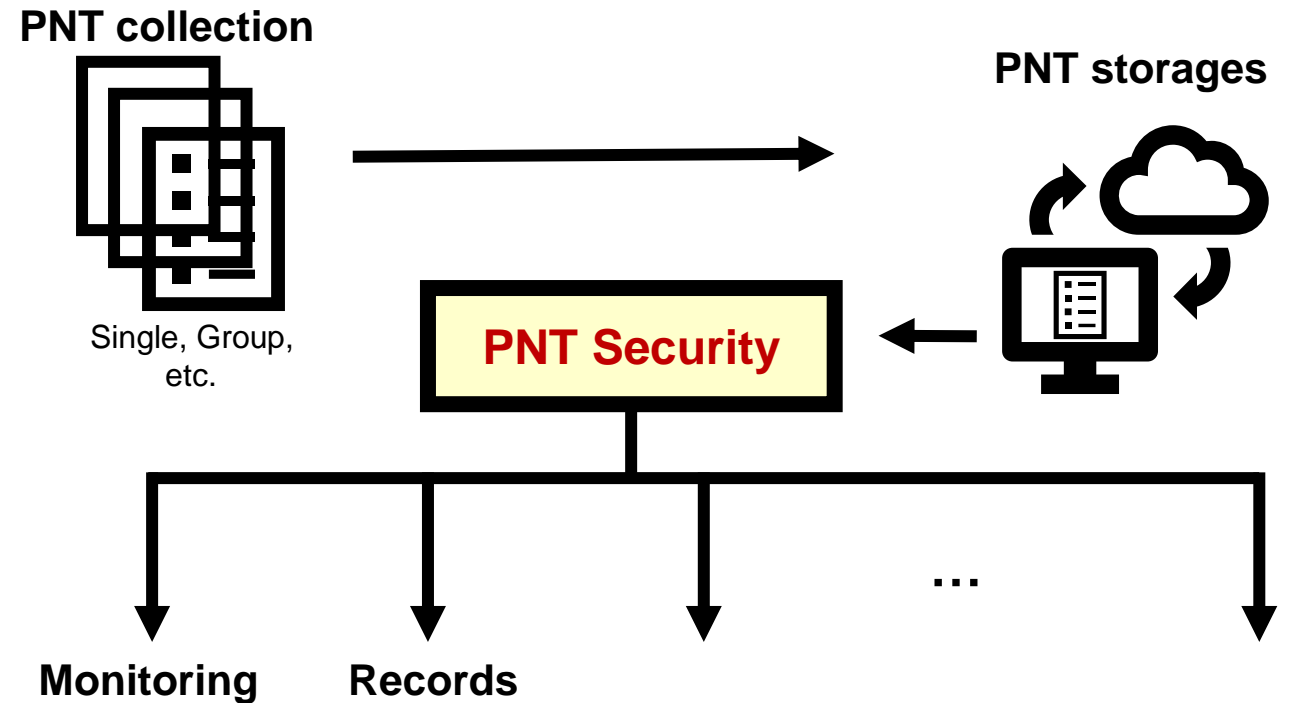 PNT collection
PNT storages
Single, Group,
etc.
PNT Security
...
Monitoring
Records